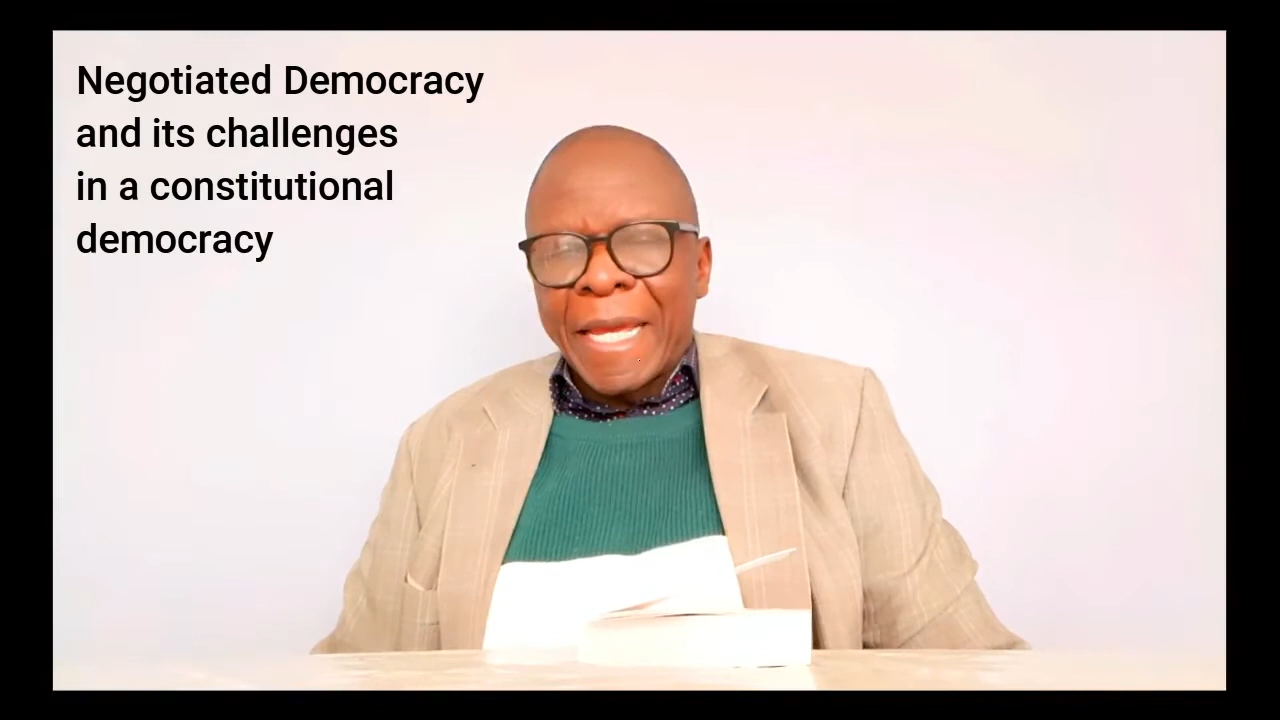 Negotiated Democracy
and its challenges
in a constitutional
democracy